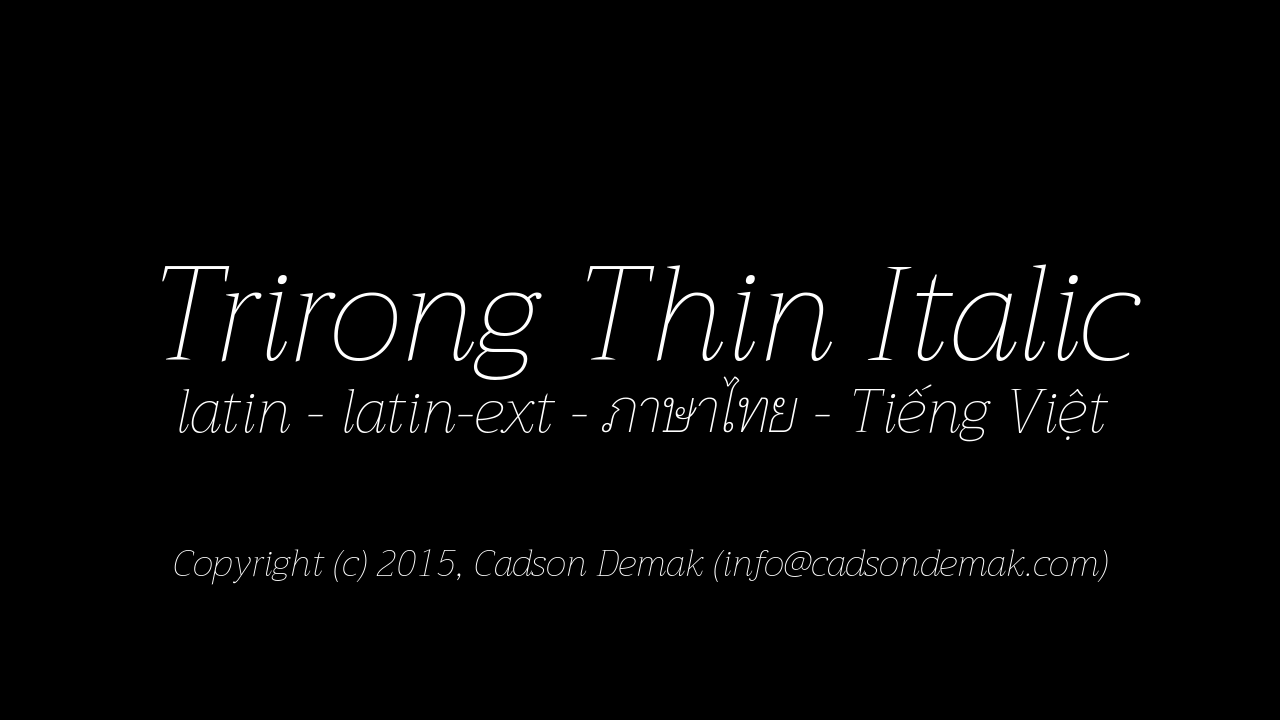 Trirong Thin Italic
latin - latin-ext - ภาษาไทย - Tiếng Việt
Copyright (c) 2015, Cadson Demak (info@cadsondemak.com)